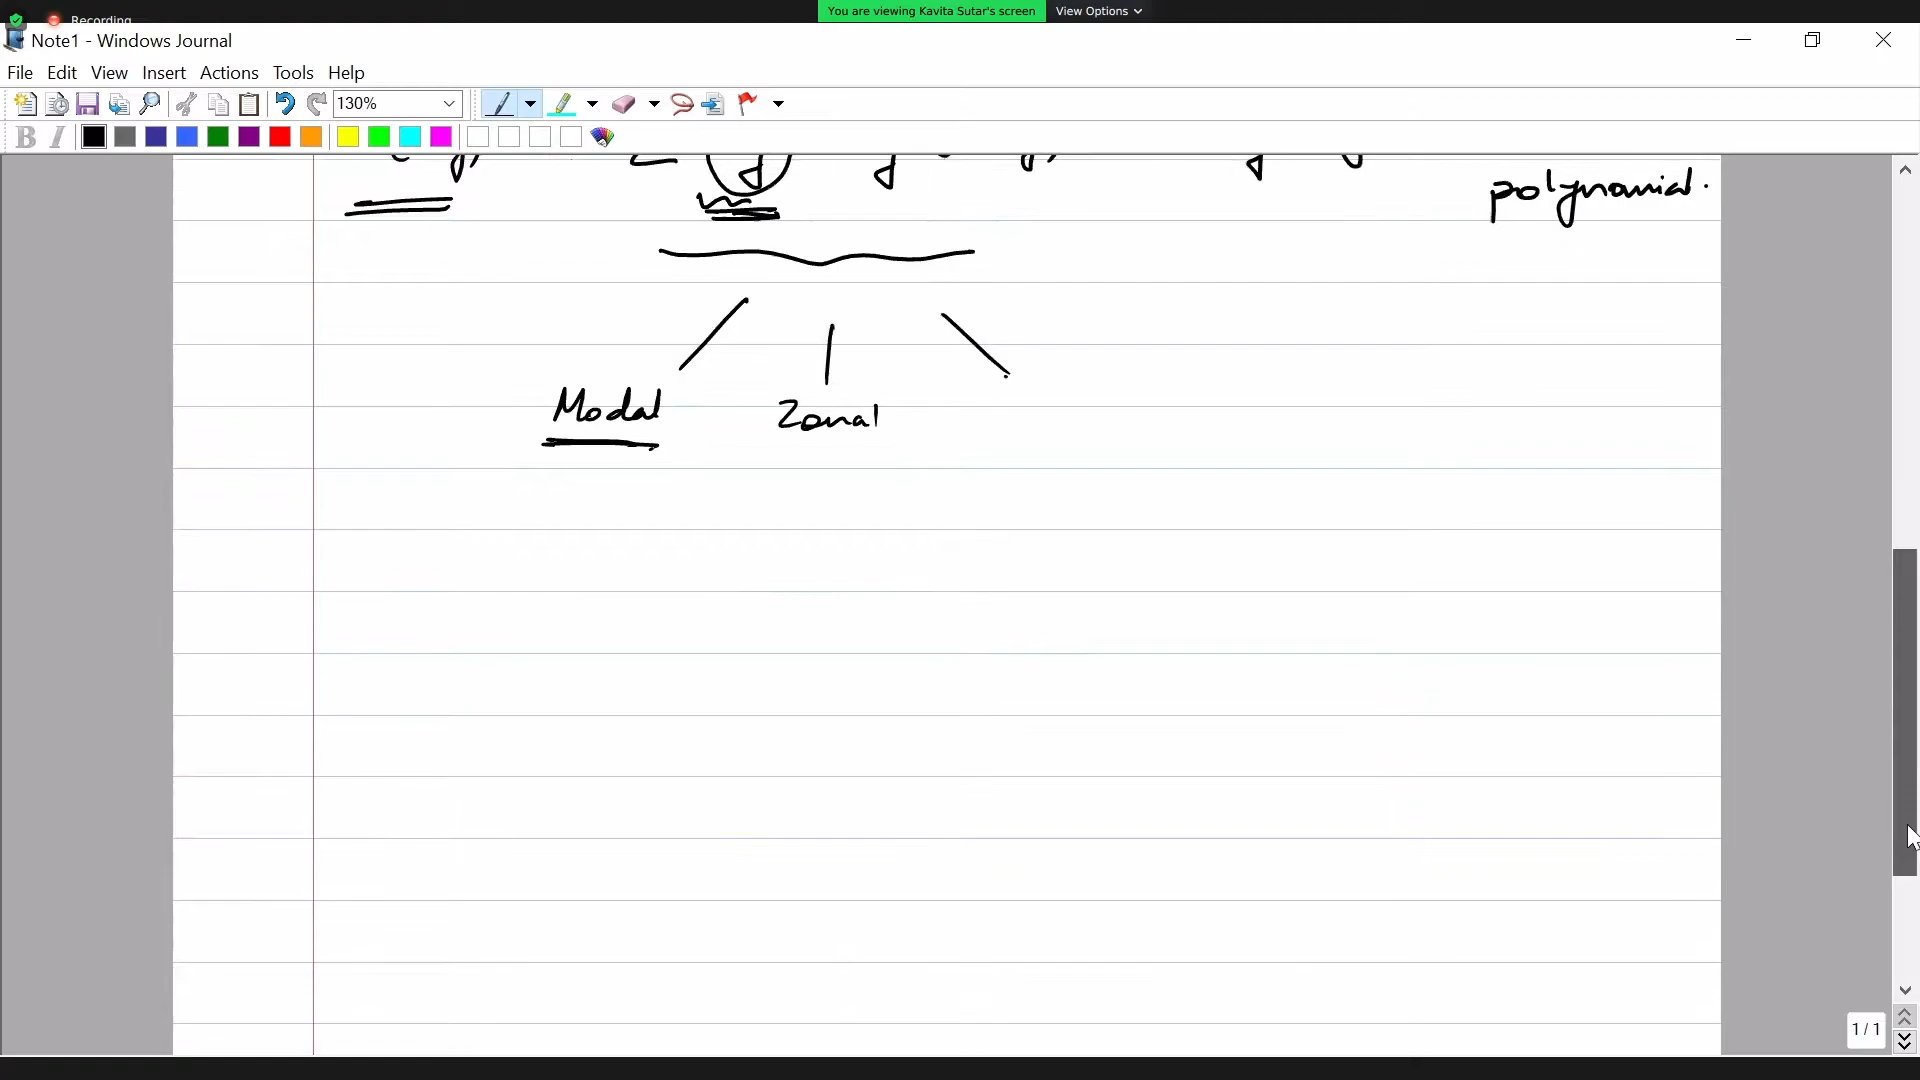 You are viewing Kavita Sutar's screen View Options
Recording
Note1 - Windows Journal
File Edit View Insert Actions Tools Help
130%
B I
polynomial.
Modal Zonal
1 / 1